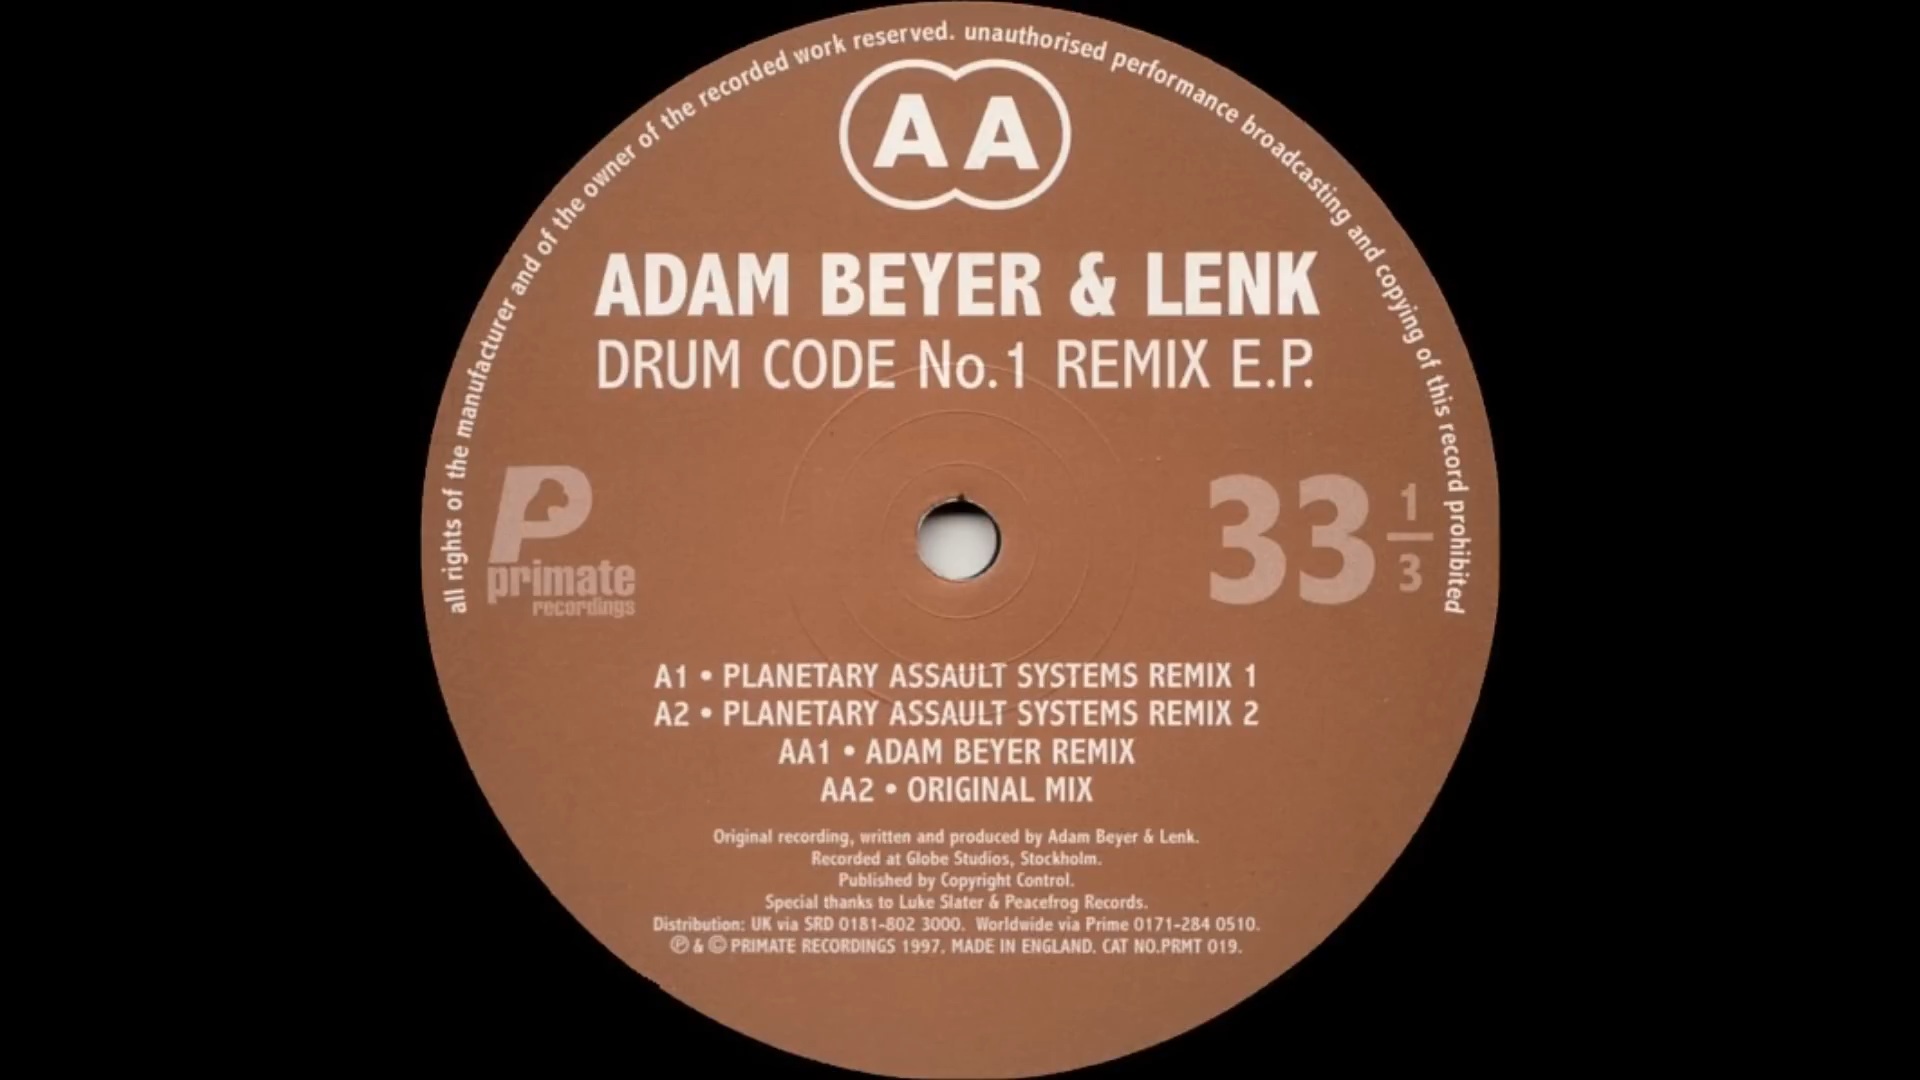 all rights of the manufacturer and of the owner of the recorded work reserved. unauthorised performance broadcasting and copying of this record prohibited
AA
ADAM BEYER & LENK
DRUM CODE No.1 REMIX E.P.
P
primate
recordings
33 1/3
A1 • PLANETARY ASSAULT SYSTEMS REMIX 1
A2 • PLANETARY ASSAULT SYSTEMS REMIX 2
AA1 • ADAM BEYER REMIX
AA2 • ORIGINAL MIX
Original recording, written and produced by Adam Beyer & Lenk.
Recorded at Globe Studios, Stockholm.
Published by Copyright Control.
Special thanks to Luke Slater & Peacefrog Records.
Distribution: UK via SRD 0181-802 3000. Worldwide via Prime 0171-284 0510.
℗ & © PRIMATE RECORDINGS 1997. MADE IN ENGLAND. CAT NO.PRMT 019.